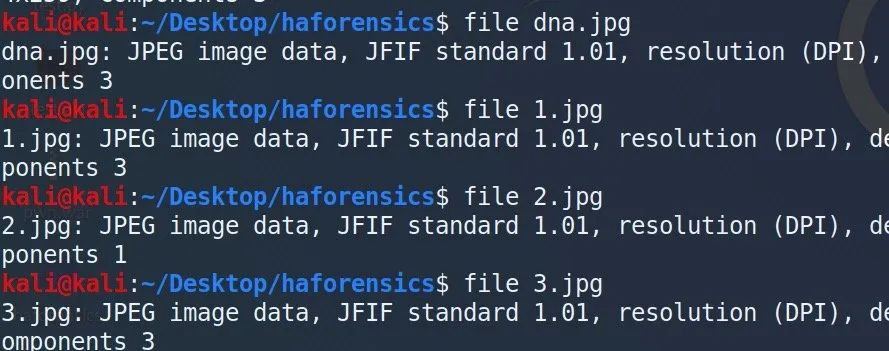 kali@kali:~/Desktop/haforensics$ file dna.jpg
dna.jpg: JPEG image data, JFIF standard 1.01, resolution (DPI),
onents 3
kali@kali:~/Desktop/haforensics$ file 1.jpg
1.jpg: JPEG image data, JFIF standard 1.01, resolution (DPI), de
ponents 3
kali@kali:~/Desktop/haforensics$ file 2.jpg
2.jpg: JPEG image data, JFIF standard 1.01, resolution (DPI), de
ponents 1
kali@kali:~/Desktop/haforensics$ file 3.jpg
3.jpg: JPEG image data, JFIF standard 1.01, resolution (DPI), de
omponents 3